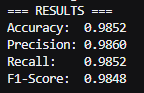 === RESULTS ===
Accuracy: 0.9852
Precision: 0.9860
Recall: 0.9852
F1-Score: 0.9848